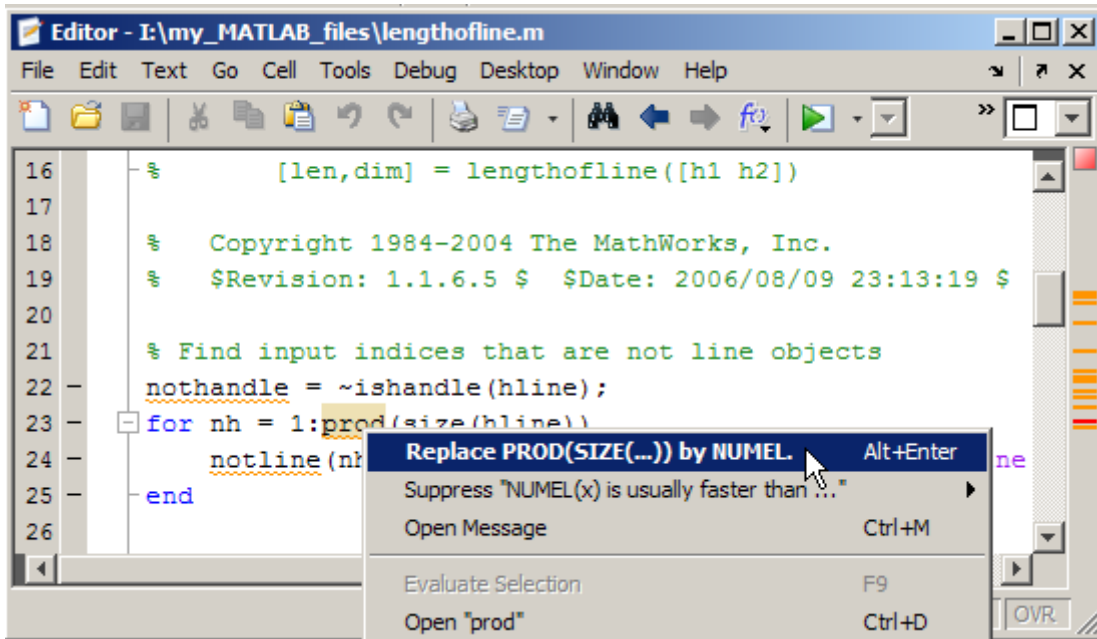 Editor - I:\my_MATLAB_files\lengthofline.m
File Edit Text Go Cell Tools Debug Desktop Window Help
16 % [len,dim] = lengthofline([h1 h2])
17
18 % Copyright 1984-2004 The MathWorks, Inc.
19 % $Revision: 1.1.6.5 $ $Date: 2006/08/09 23:13:19 $
20
21 % Find input indices that are not line objects
22 - nothandle = ~ishandle(hline);
23 - for nh = 1:prod(size(hline))
24 - notline(nh ne
25 - end
26
Replace PROD(SIZE(...)) by NUMEL. Alt+Enter
Suppress "NUMEL(x) is usually faster than ..."
Open Message Ctrl+M
Evaluate Selection F9
Open "prod" Ctrl+D
OVR